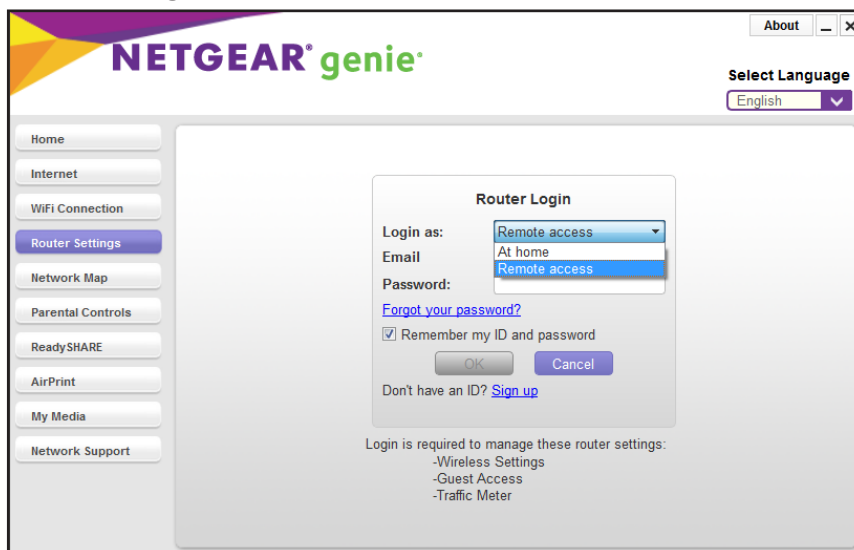 About
NETGEAR® genie®
Select Language
English
Home
Internet
WiFi Connection
Router Settings
Network Map
Parental Controls
ReadySHARE
AirPrint
My Media
Network Support
Router Login
Login as: Remote access
At home
Remote access
Email
Password:
Forgot your password?
Remember my ID and password
OK Cancel
Don't have an ID? Sign up
Login is required to manage these router settings:
-Wireless Settings
-Guest Access
-Traffic Meter